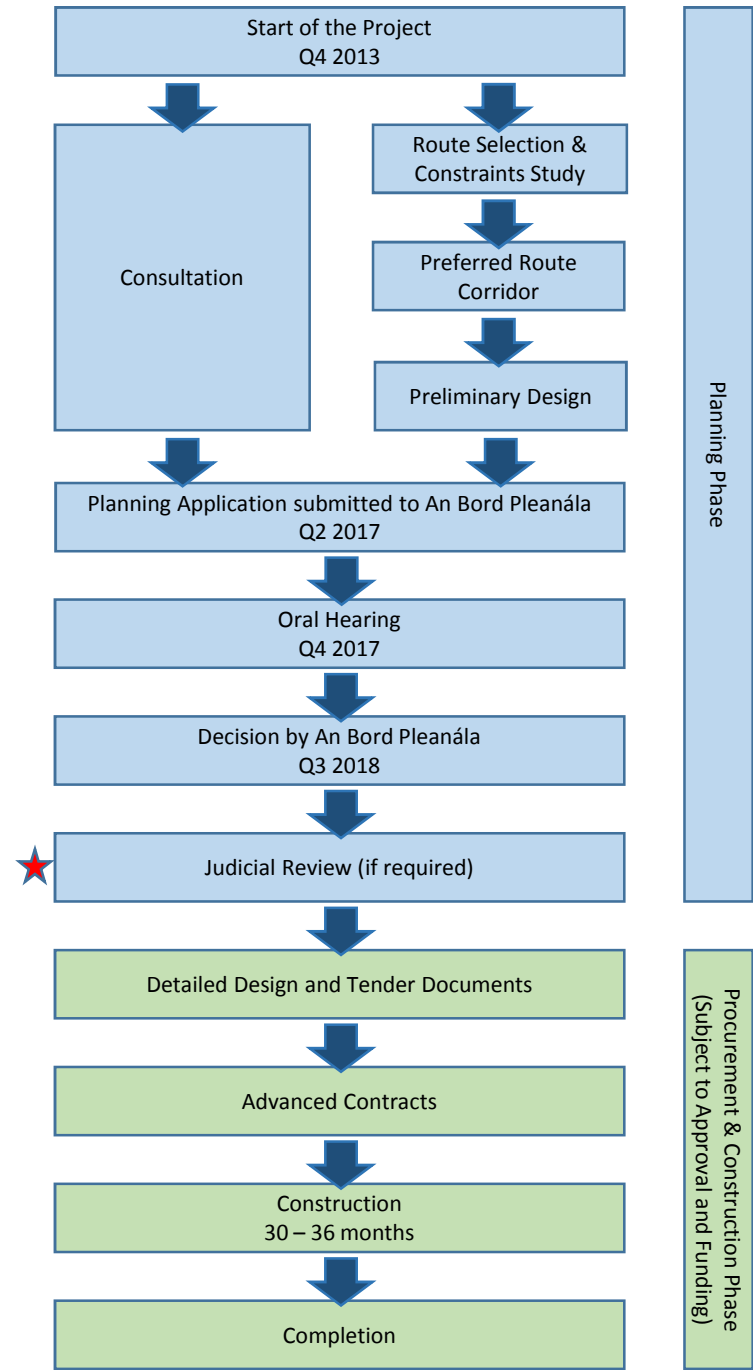 Start of the Project
Q4 2013
Consultation
Route Selection &
Constraints Study
Preferred Route
Corridor
Preliminary Design
Planning Application submitted to An Bord Pleanála
Q2 2017
Oral Hearing
Q4 2017
Decision by An Bord Pleanála
Q3 2018
Judicial Review (if required)
Planning Phase
Detailed Design and Tender Documents
Advanced Contracts
Construction
30 – 36 months
Completion
Procurement & Construction Phase
(Subject to Approval and Funding)